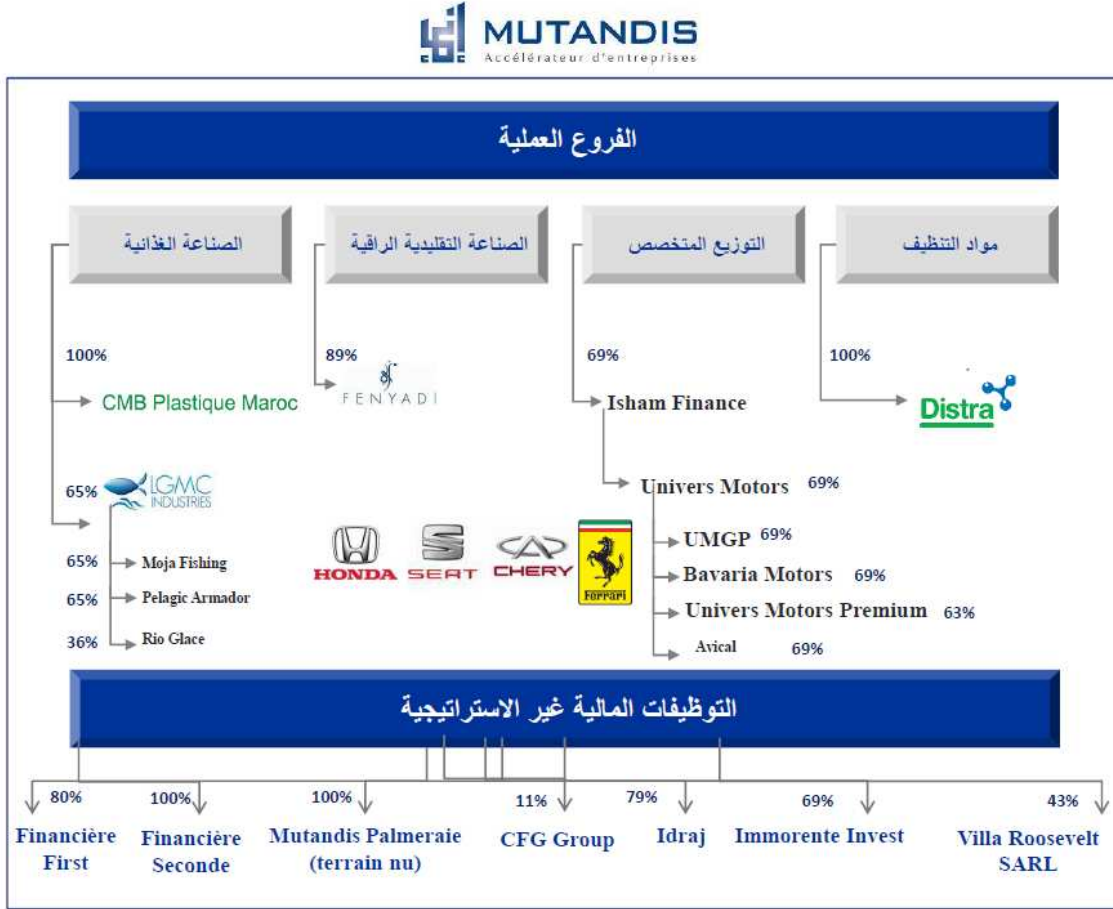 MUTANDIS
Accélérateur d'entreprises
الفروع العملية
مواد التنظيف
التوزيع المتخصص
الصناعة التقليدية الراقية
الصناعة الغذائية
100%
CMB Plastique Maroc
65%
LGMC
INDUSTRIES
65%
Moja Fishing
65%
Pelagic Armador
36%
Rio Glace
89%
FENYADI
69%
Isham Finance
Univers Motors 69%
UMGP 69%
Bavaria Motors 69%
Univers Motors Premium 63%
Avical 69%
100%
Distra
HONDA
SEAT
CHERY
Ferrari
التوظيفات المالية غير الاستراتيجية
80%
Financière
First
100%
Financière
Seconde
100%
Mutandis Palmeraie
(terrain nu)
11%
CFG Group
79%
Idraj
69%
Immorente Invest
43%
Villa Roosevelt
SARL